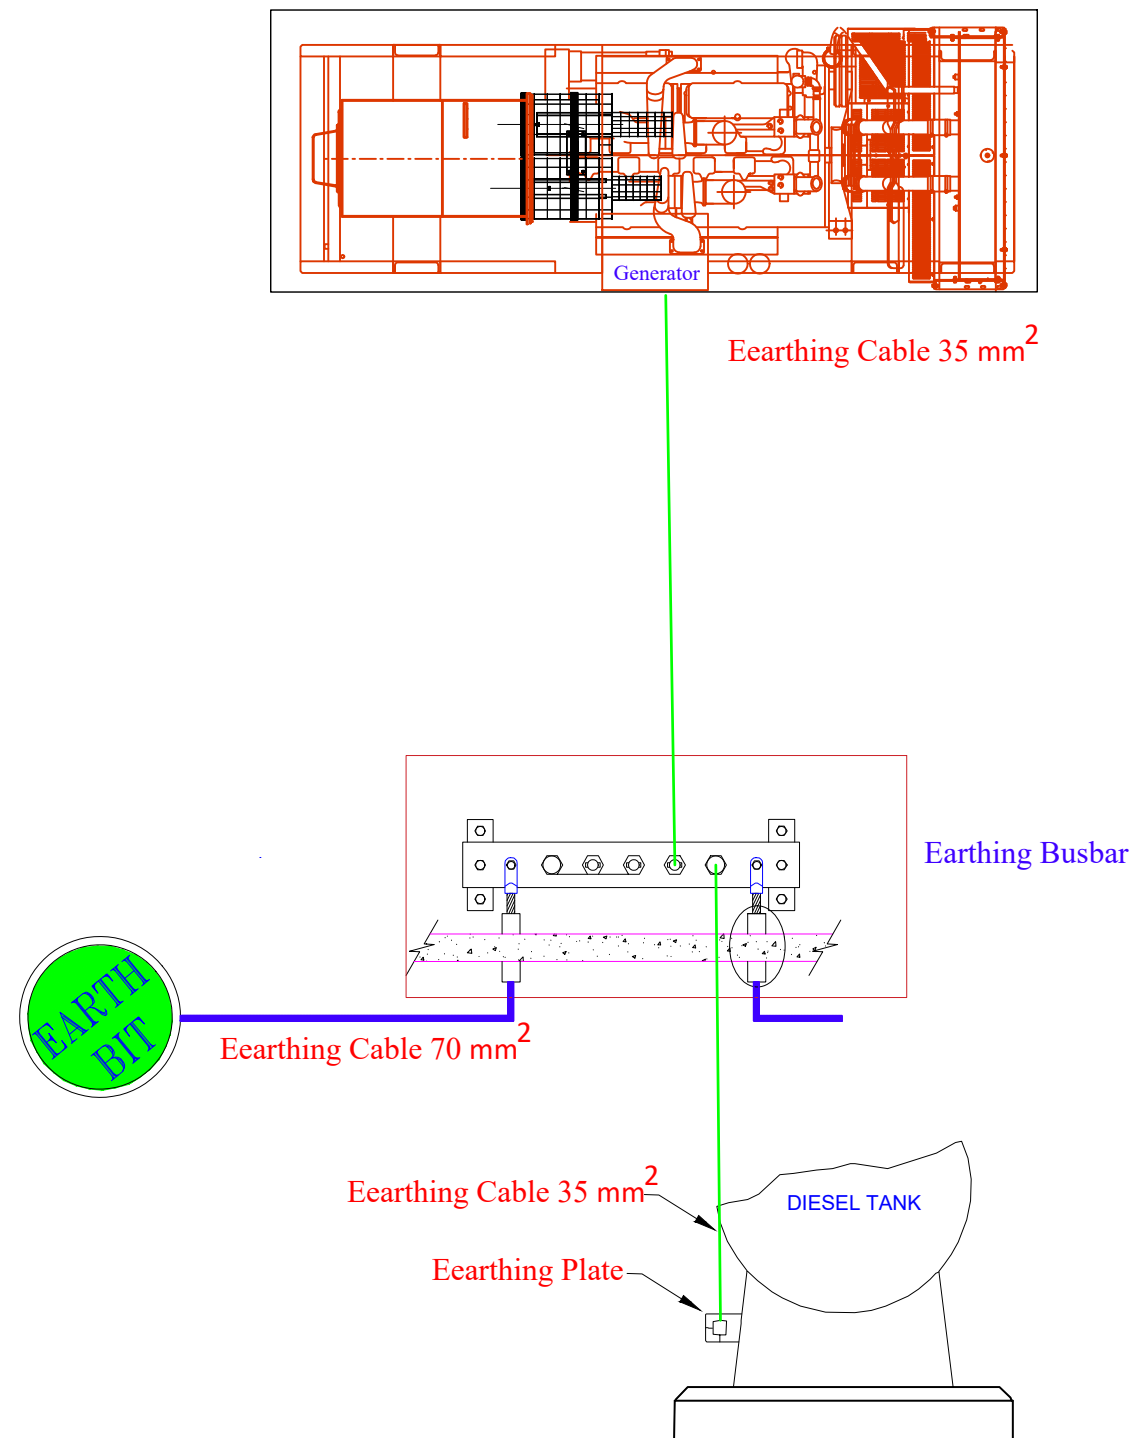 Generator
Eearthing Cable 35 mm²
Earthing Busbar
EARTH
BIT
Eearthing Cable 70 mm²
Eearthing Cable 35 mm²
DIESEL TANK
Eearthing Plate